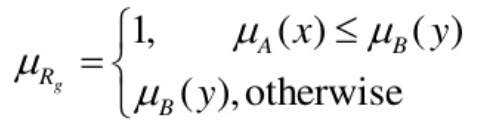 μ_{R_g} = { 1,   μ_A(x) ≤ μ_B(y)
μ_B(y), otherwise